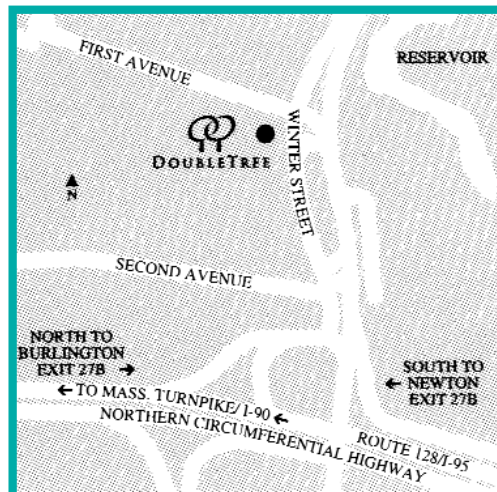 FIRST AVENUE
RESERVOIR
WINTER STREET
DOUBLETREE
N
SECOND AVENUE
NORTH TO
BURLINGTON
EXIT 27B
SOUTH TO
NEWTON
EXIT 27B
TO MASS. TURNPIKE/ I-90
NORTHERN CIRCUMFERENTIAL HIGHWAY
ROUTE 128/I-95